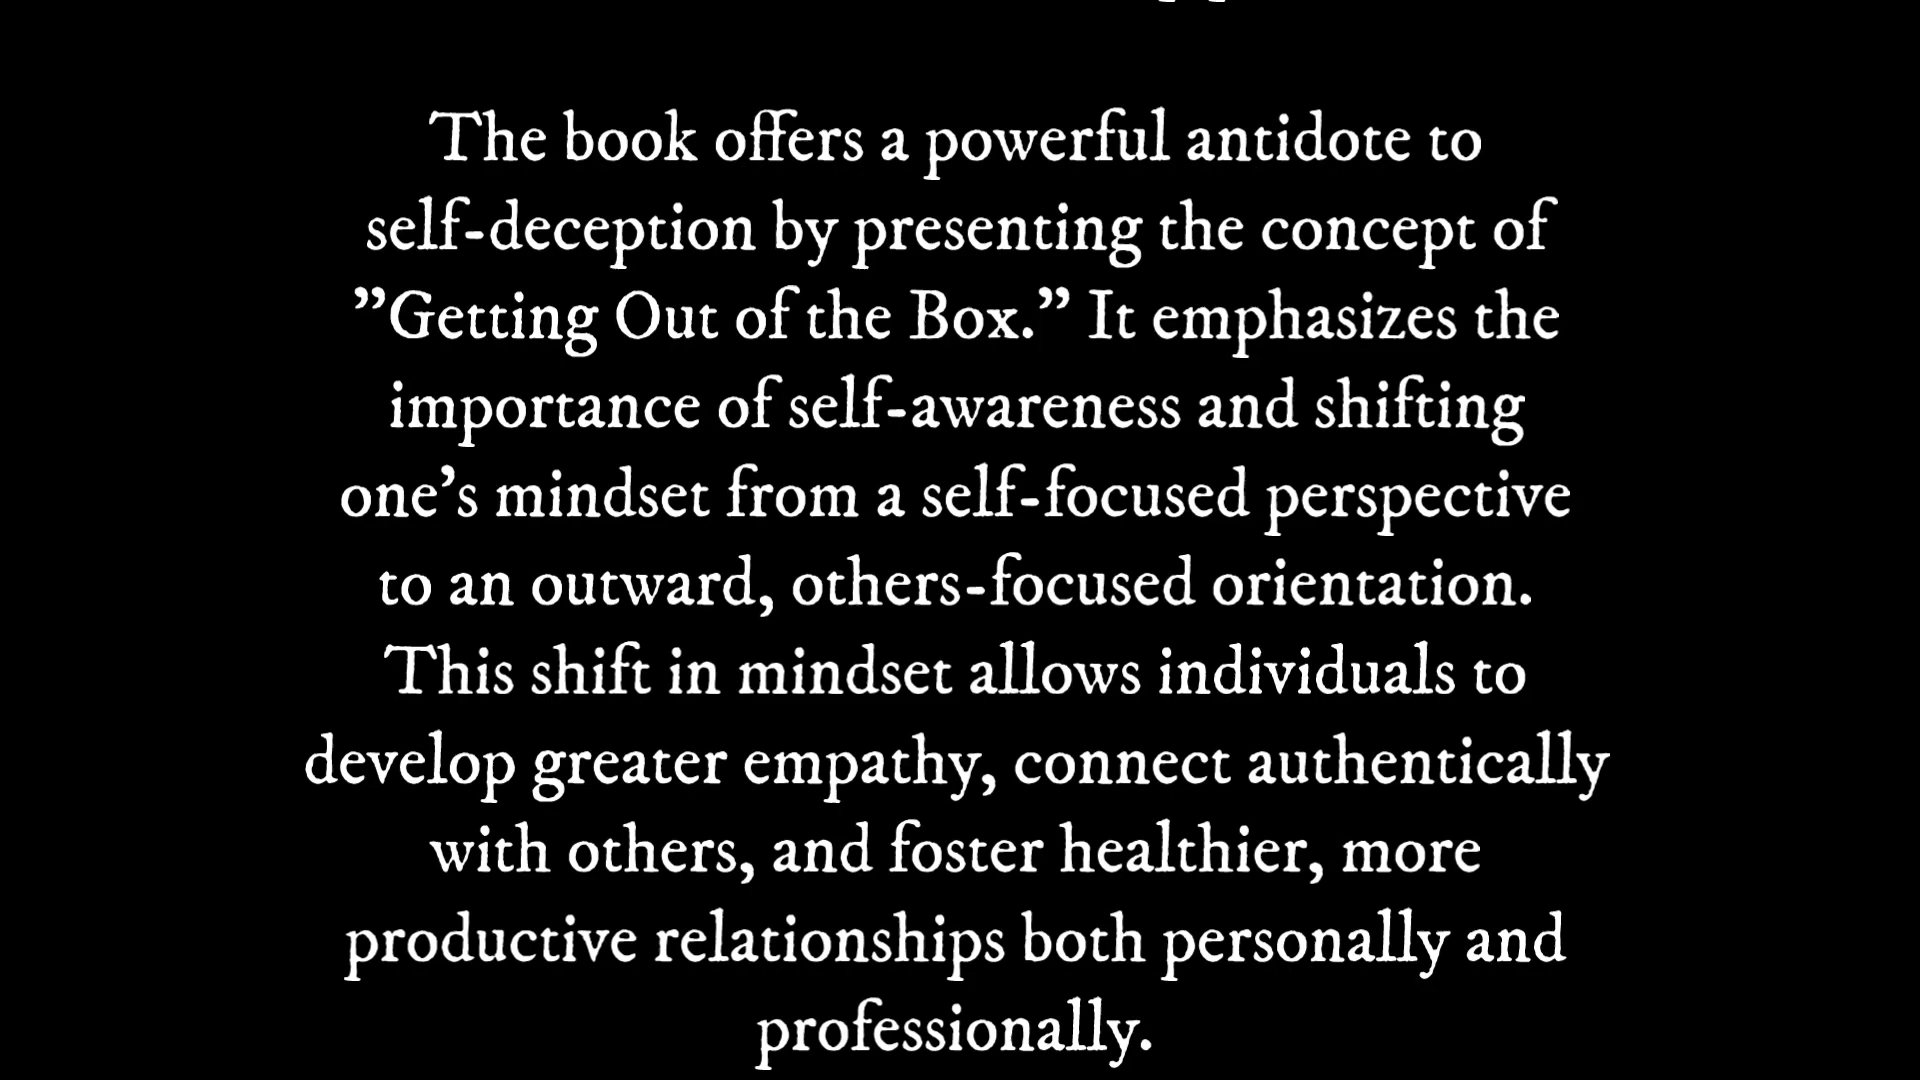 The book offers a powerful antidote to
self-deception by presenting the concept of
”Getting Out of the Box.” It emphasizes the
importance of self-awareness and shifting
one’s mindset from a self-focused perspective
to an outward, others-focused orientation.
This shift in mindset allows individuals to
develop greater empathy, connect authentically
with others, and foster healthier, more
productive relationships both personally and
professionally.